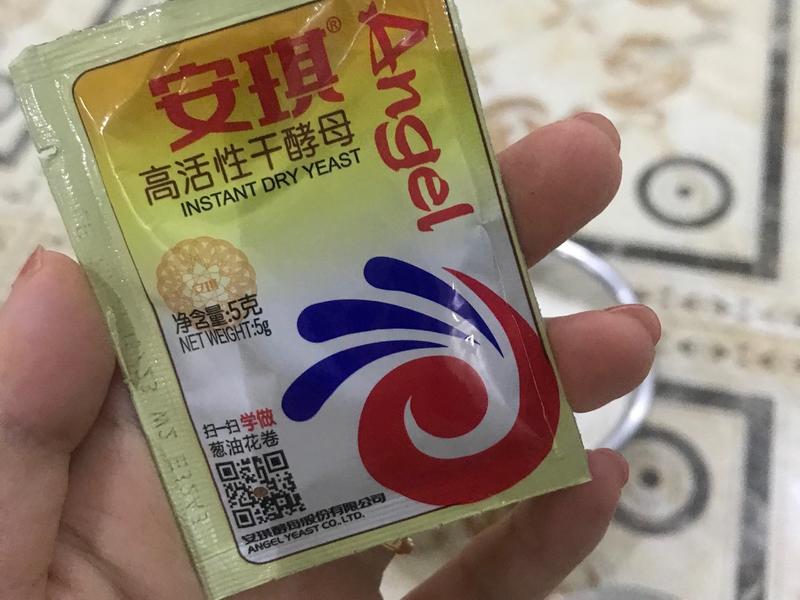 安琪®
Angel
高活性干酵母
INSTANT DRY YEAST
安琪
净含量:5克
NET WEIGHT:5g
扫一扫 学做
葱油花卷
安琪酵母股份有限公司
ANGEL YEAST CO., LTD.